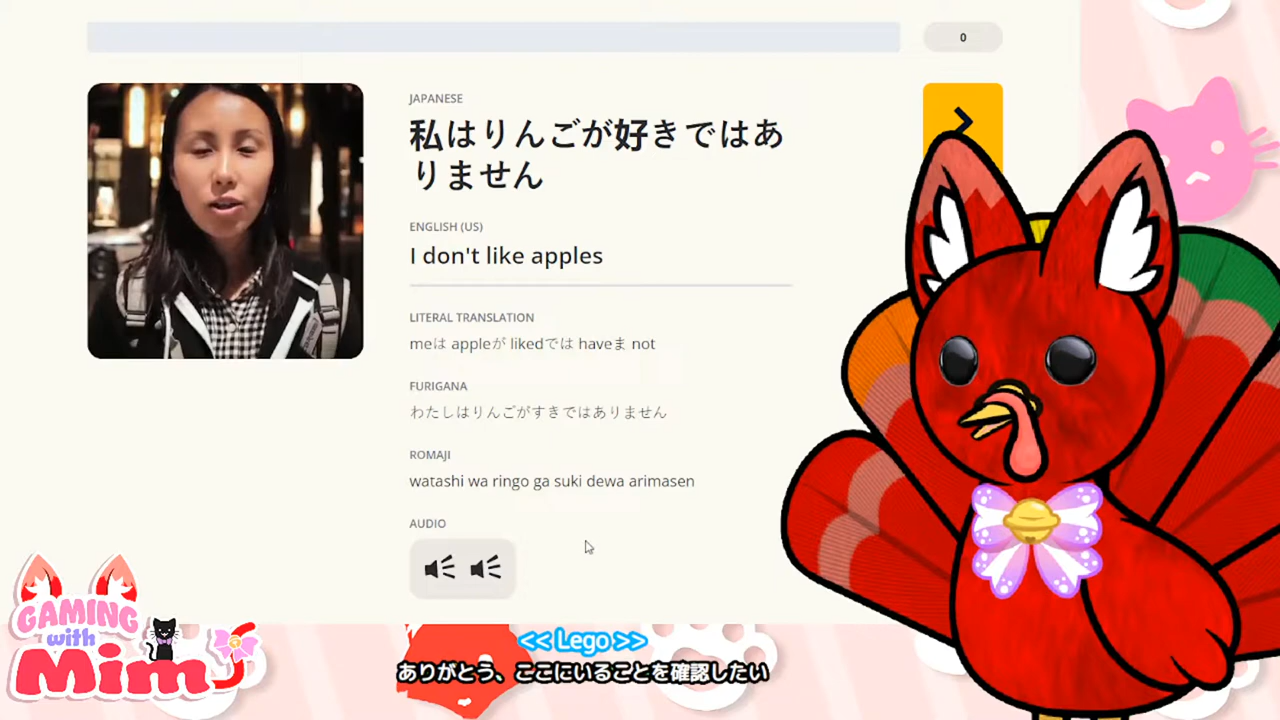 0
JAPANESE
私はりんごが好きではあ
りません
ENGLISH (US)
I don't like apples
LITERAL TRANSLATION
meは appleが likedでは haveま not
FURIGANA
わたしはりんごがすきではありません
ROMAJI
watashi wa ringo ga suki dewa arimasen
AUDIO
GAMING
with
Mim
<< Lego >>
ありがとう、ここにいることを確認したい